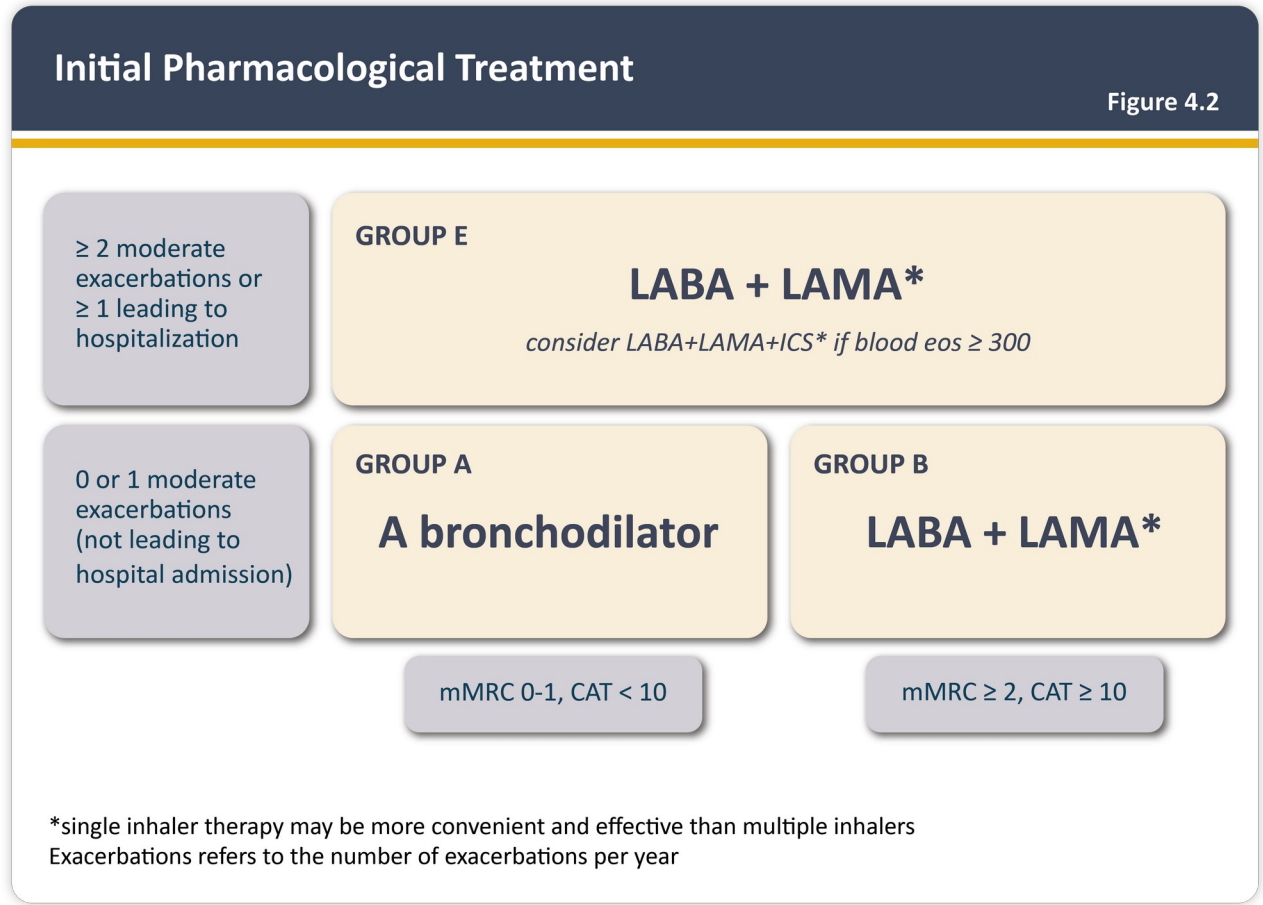 Initial Pharmacological Treatment
Figure 4.2
≥ 2 moderate
exacerbations or
≥ 1 leading to
hospitalization
GROUP E
LABA + LAMA*
consider LABA+LAMA+ICS* if blood eos ≥ 300
0 or 1 moderate
exacerbations
(not leading to
hospital admission)
GROUP A
A bronchodilator
GROUP B
LABA + LAMA*
mMRC 0-1, CAT < 10
mMRC ≥ 2, CAT ≥ 10
*single inhaler therapy may be more convenient and effective than multiple inhalers
Exacerbations refers to the number of exacerbations per year